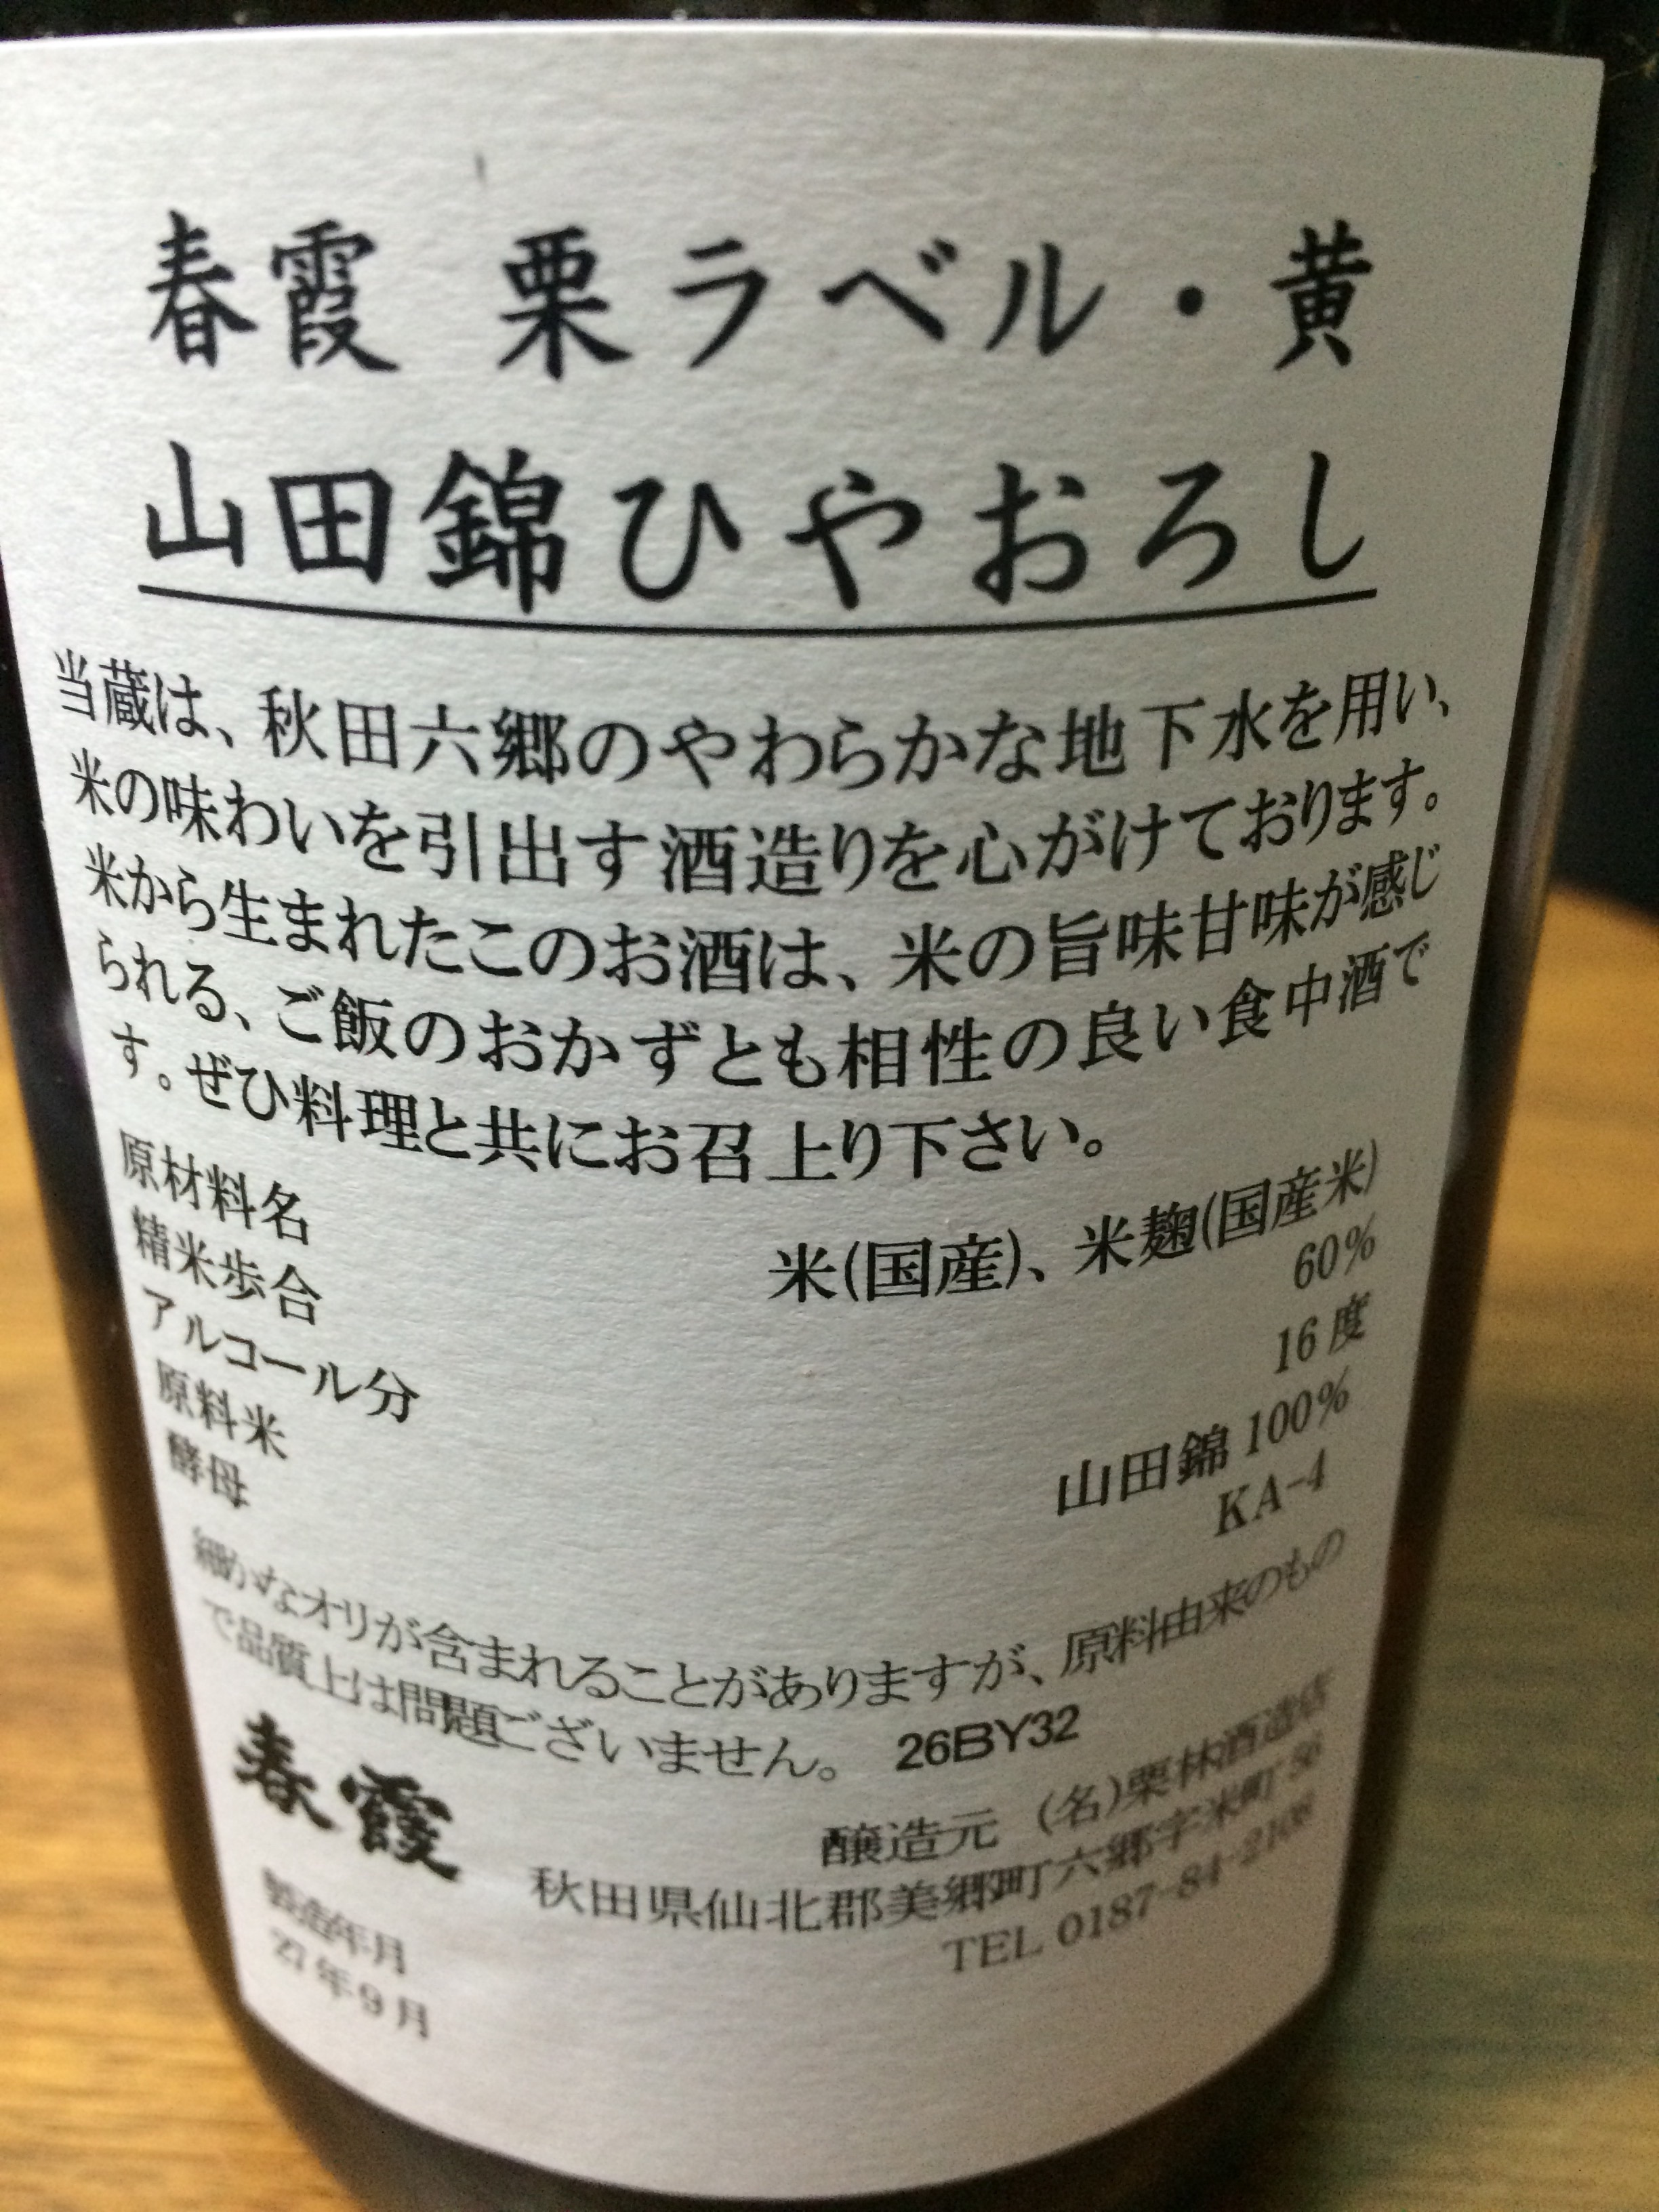 春霞 栗ラベル・黄
山田錦ひやおろし
当蔵は、秋田六郷のやわらかな地下水を用い、
米の味わいを引出す酒造りを心がけております。
米から生まれたこのお酒は、米の旨味甘味が感じ
られる、ご飯のおかずとも相性の良い食中酒で
す。ぜひ料理と共にお召上り下さい。
原材料名 米(国産)、米麹(国産米)
精米歩合 60%
アルコール分 16度
原料米 山田錦100%
酵母 KA-4
細かなオリが含まれることがありますが、原料由来のもの
で品質上は問題ございません。 26BY32
春霞
醸造元 (名)栗林酒造店
秋田県仙北郡美郷町六郷字米町56
TEL 0187-84-2108
製造年月
27年9月